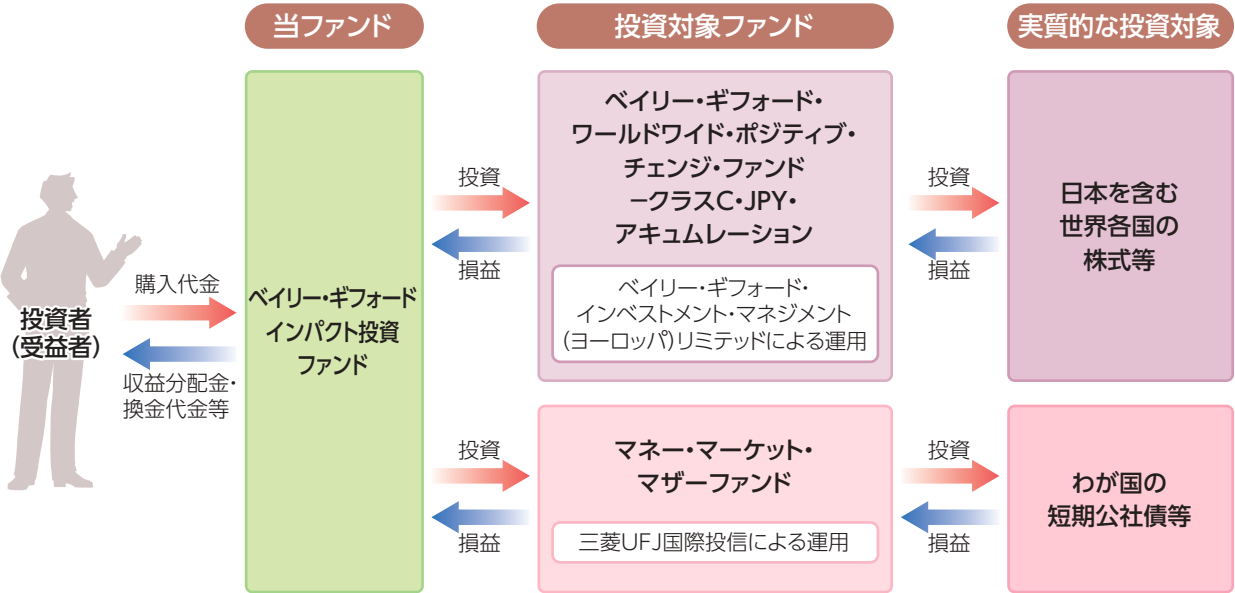 当ファンド
投資対象ファンド
実質的な投資対象
投資者
(受益者)
購入代金
収益分配金・
換金代金等
ベイリー・ギフォード
インパクト投資
ファンド
投資
損益
ベイリー・ギフォード・
ワールドワイド・ポジティブ・
チェンジ・ファンド
－クラスC・JPY・
アキュムレーション
ベイリー・ギフォード・
インベストメント・マネジメント
(ヨーロッパ)リミテッドによる運用
投資
損益
日本を含む
世界各国の
株式等
投資
損益
マネー・マーケット・
マザーファンド
三菱UFJ国際投信による運用
投資
損益
わが国の
短期公社債等